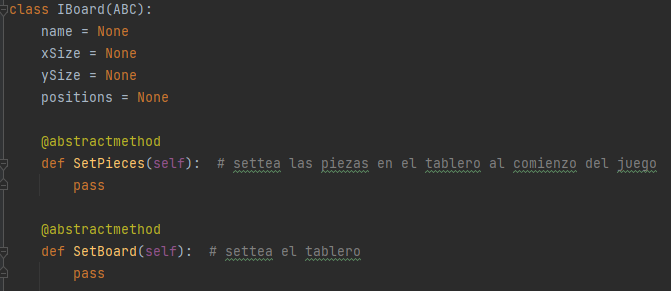 class IBoard(ABC):
    name = None
    xSize = None
    ySize = None
    positions = None

    @abstractmethod
    def SetPieces(self):  # settea las piezas en el tablero al comienzo del juego
        pass

    @abstractmethod
    def SetBoard(self):  # settea el tablero
        pass